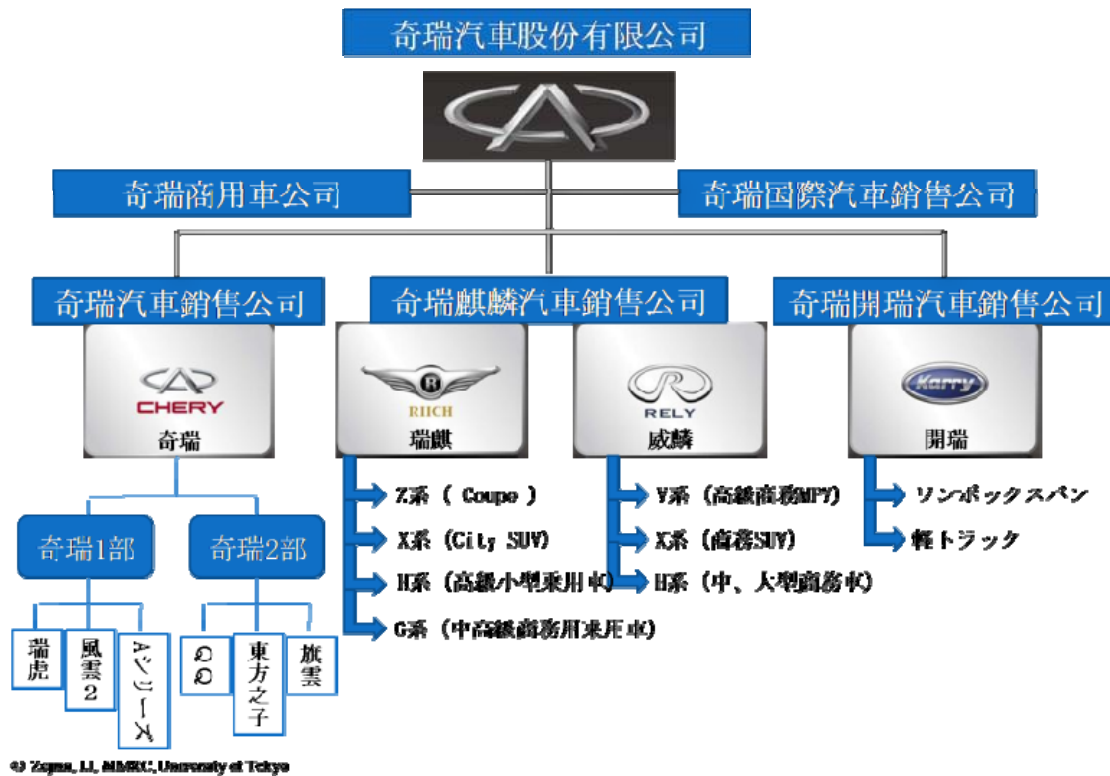 奇瑞汽車股份有限公司
奇瑞商用車公司
奇瑞国際汽車銷售公司
奇瑞汽車銷售公司
奇瑞麒麟汽車銷售公司
奇瑞開瑞汽車銷售公司
CHERY
奇瑞
R
RIICH
瑞麒
RELY
威麟
Karry
開瑞
奇瑞1部
奇瑞2部
瑞虎
風雲2
Aシリーズ
QQ
東方之子
旗雲
Z系 ( Coupe )
X系 (City SUV)
H系 (高級小型乗用車)
G系 (中高級商務用乗用車)
V系 (高級商務MPV)
X系 (商務SUV)
H系 (中、大型商務車)
ワンボックスバン
軽トラック
LI, MMRC, University of Tokyo